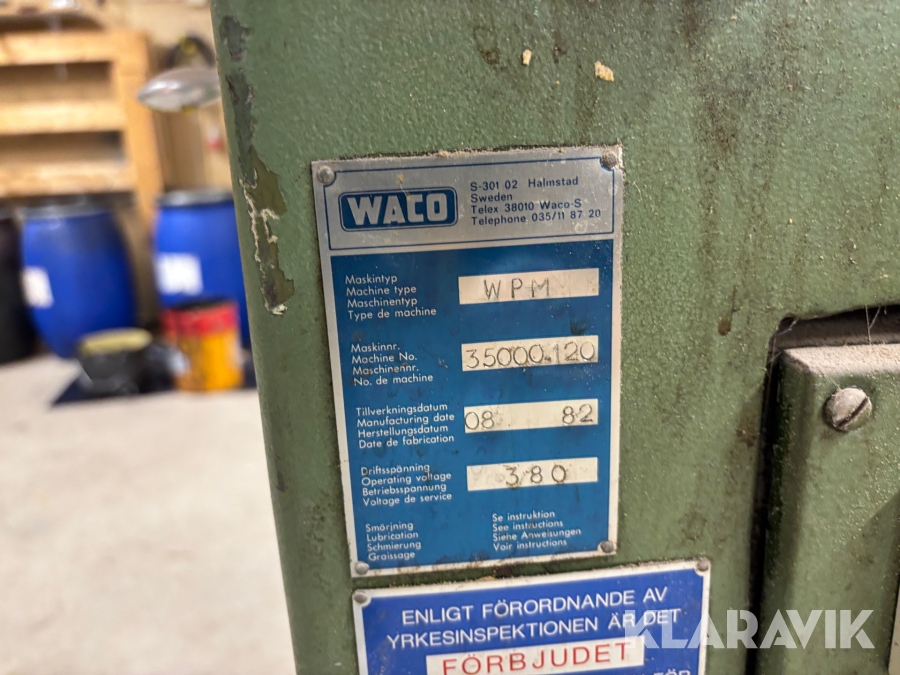 WACO
S-301 02 Halmstad
Sweden
Telex 38010 Waco-S
Telephone 035/11 87 20
Maskintyp
Machine type
Maschinentyp
Type de machine
WPM
Maskinnr.
Machine No.
Maschinennr.
No. de machine
35000.120
Tillverkningsdatum
Manufacturing date
Herstellungsdatum
Date de fabrication
08 82
Driftsspänning
Operating voltage
Betriebsspannung
Voltage de service
380
Smörjning
Lubrication
Schmierung
Graissage
Se instruktion
See instructions
Siehe Anweisungen
Voir instructions
ENLIGT FÖRORDNANDE AV
YRKESINSPEKTIONEN ÄR DET
FÖRBJUDET
KLARAVIK